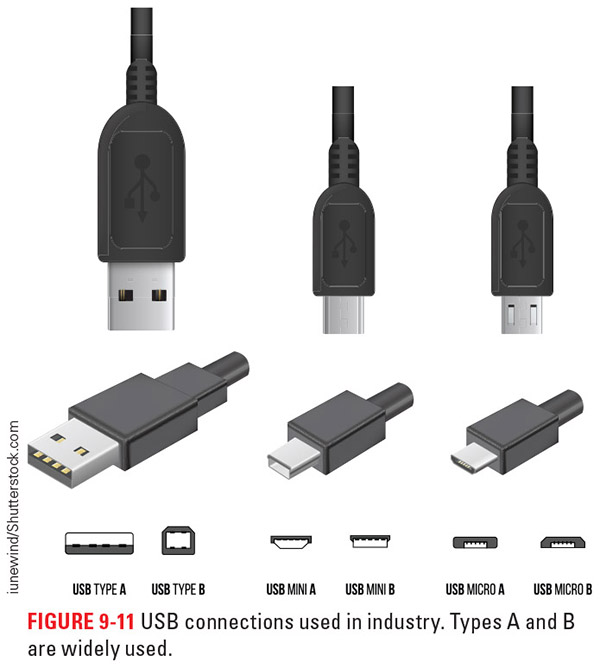 iunewind/Shutterstock.com
USB TYPE A USB TYPE B USB MINI A USB MINI B USB MICRO A USB MICRO B
FIGURE 9-11 USB connections used in industry. Types A and B
are widely used.